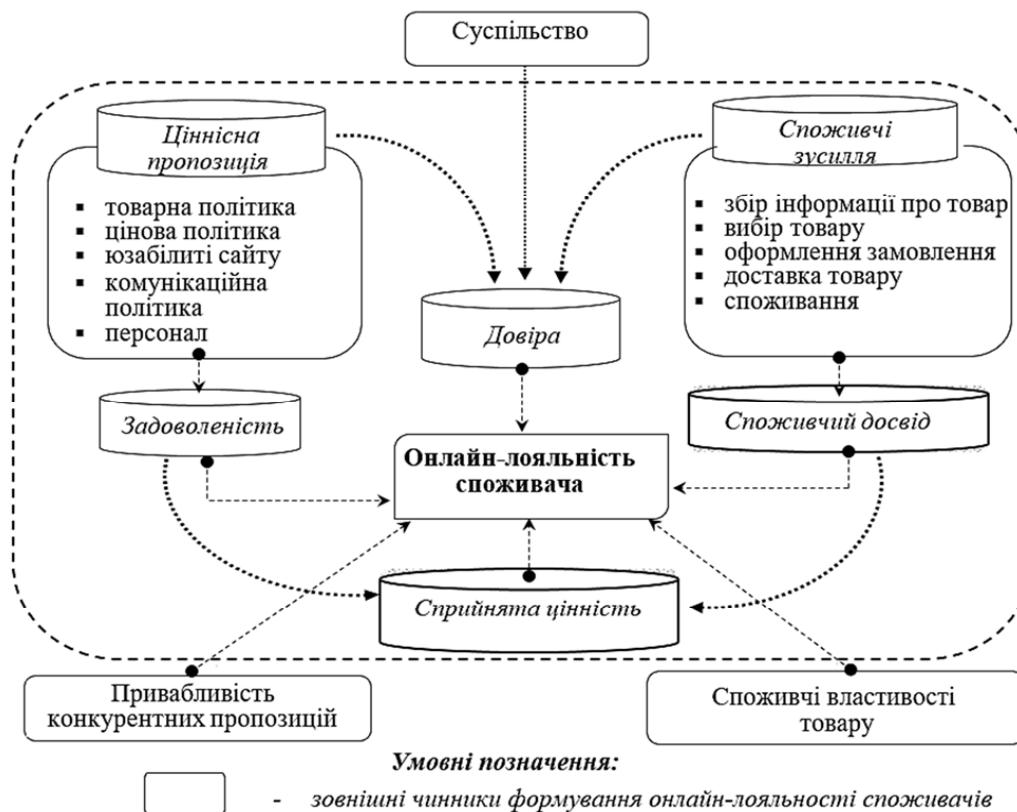 Суспільство
Ціннісна
пропозиція
▪ товарна політика
▪ цінова політика
▪ юзабіліті сайту
▪ комунікаційна
політика
▪ персонал
Споживчі
зусилля
▪ збір інформації про товар
▪ вибір товару
▪ оформлення замовлення
▪ доставка товару
▪ споживання
Довіра
Задоволеність
Споживчий досвід
Онлайн-лояльність
споживача
Сприйнята цінність
Привабливість
конкурентних пропозицій
Споживчі властивості
товару
Умовні позначення:
- зовнішні чинники формування онлайн-лояльності споживачів